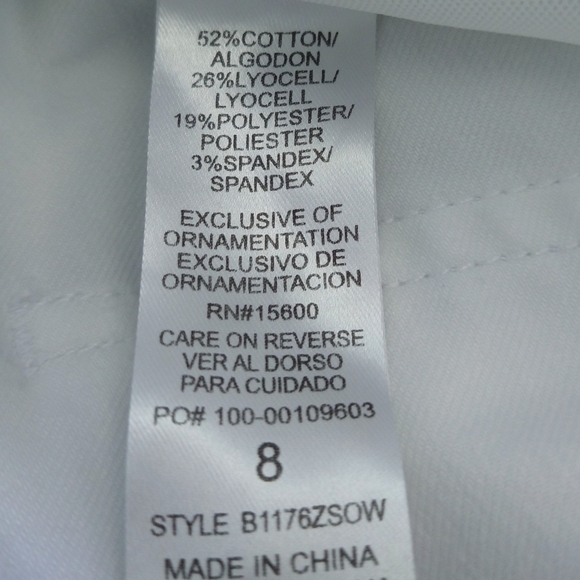 52%COTTON/
ALGODON
26%LYOCELL/
LYOCELL
19%POLYESTER/
POLIESTER
3%SPANDEX/
SPANDEX
EXCLUSIVE OF
ORNAMENTATION
EXCLUSIVO DE
ORNAMENTACION
RN#15600
CARE ON REVERSE
VER AL DORSO
PARA CUIDADO
PO# 100-00109603
8
STYLE B1176ZSOW
MADE IN CHINA